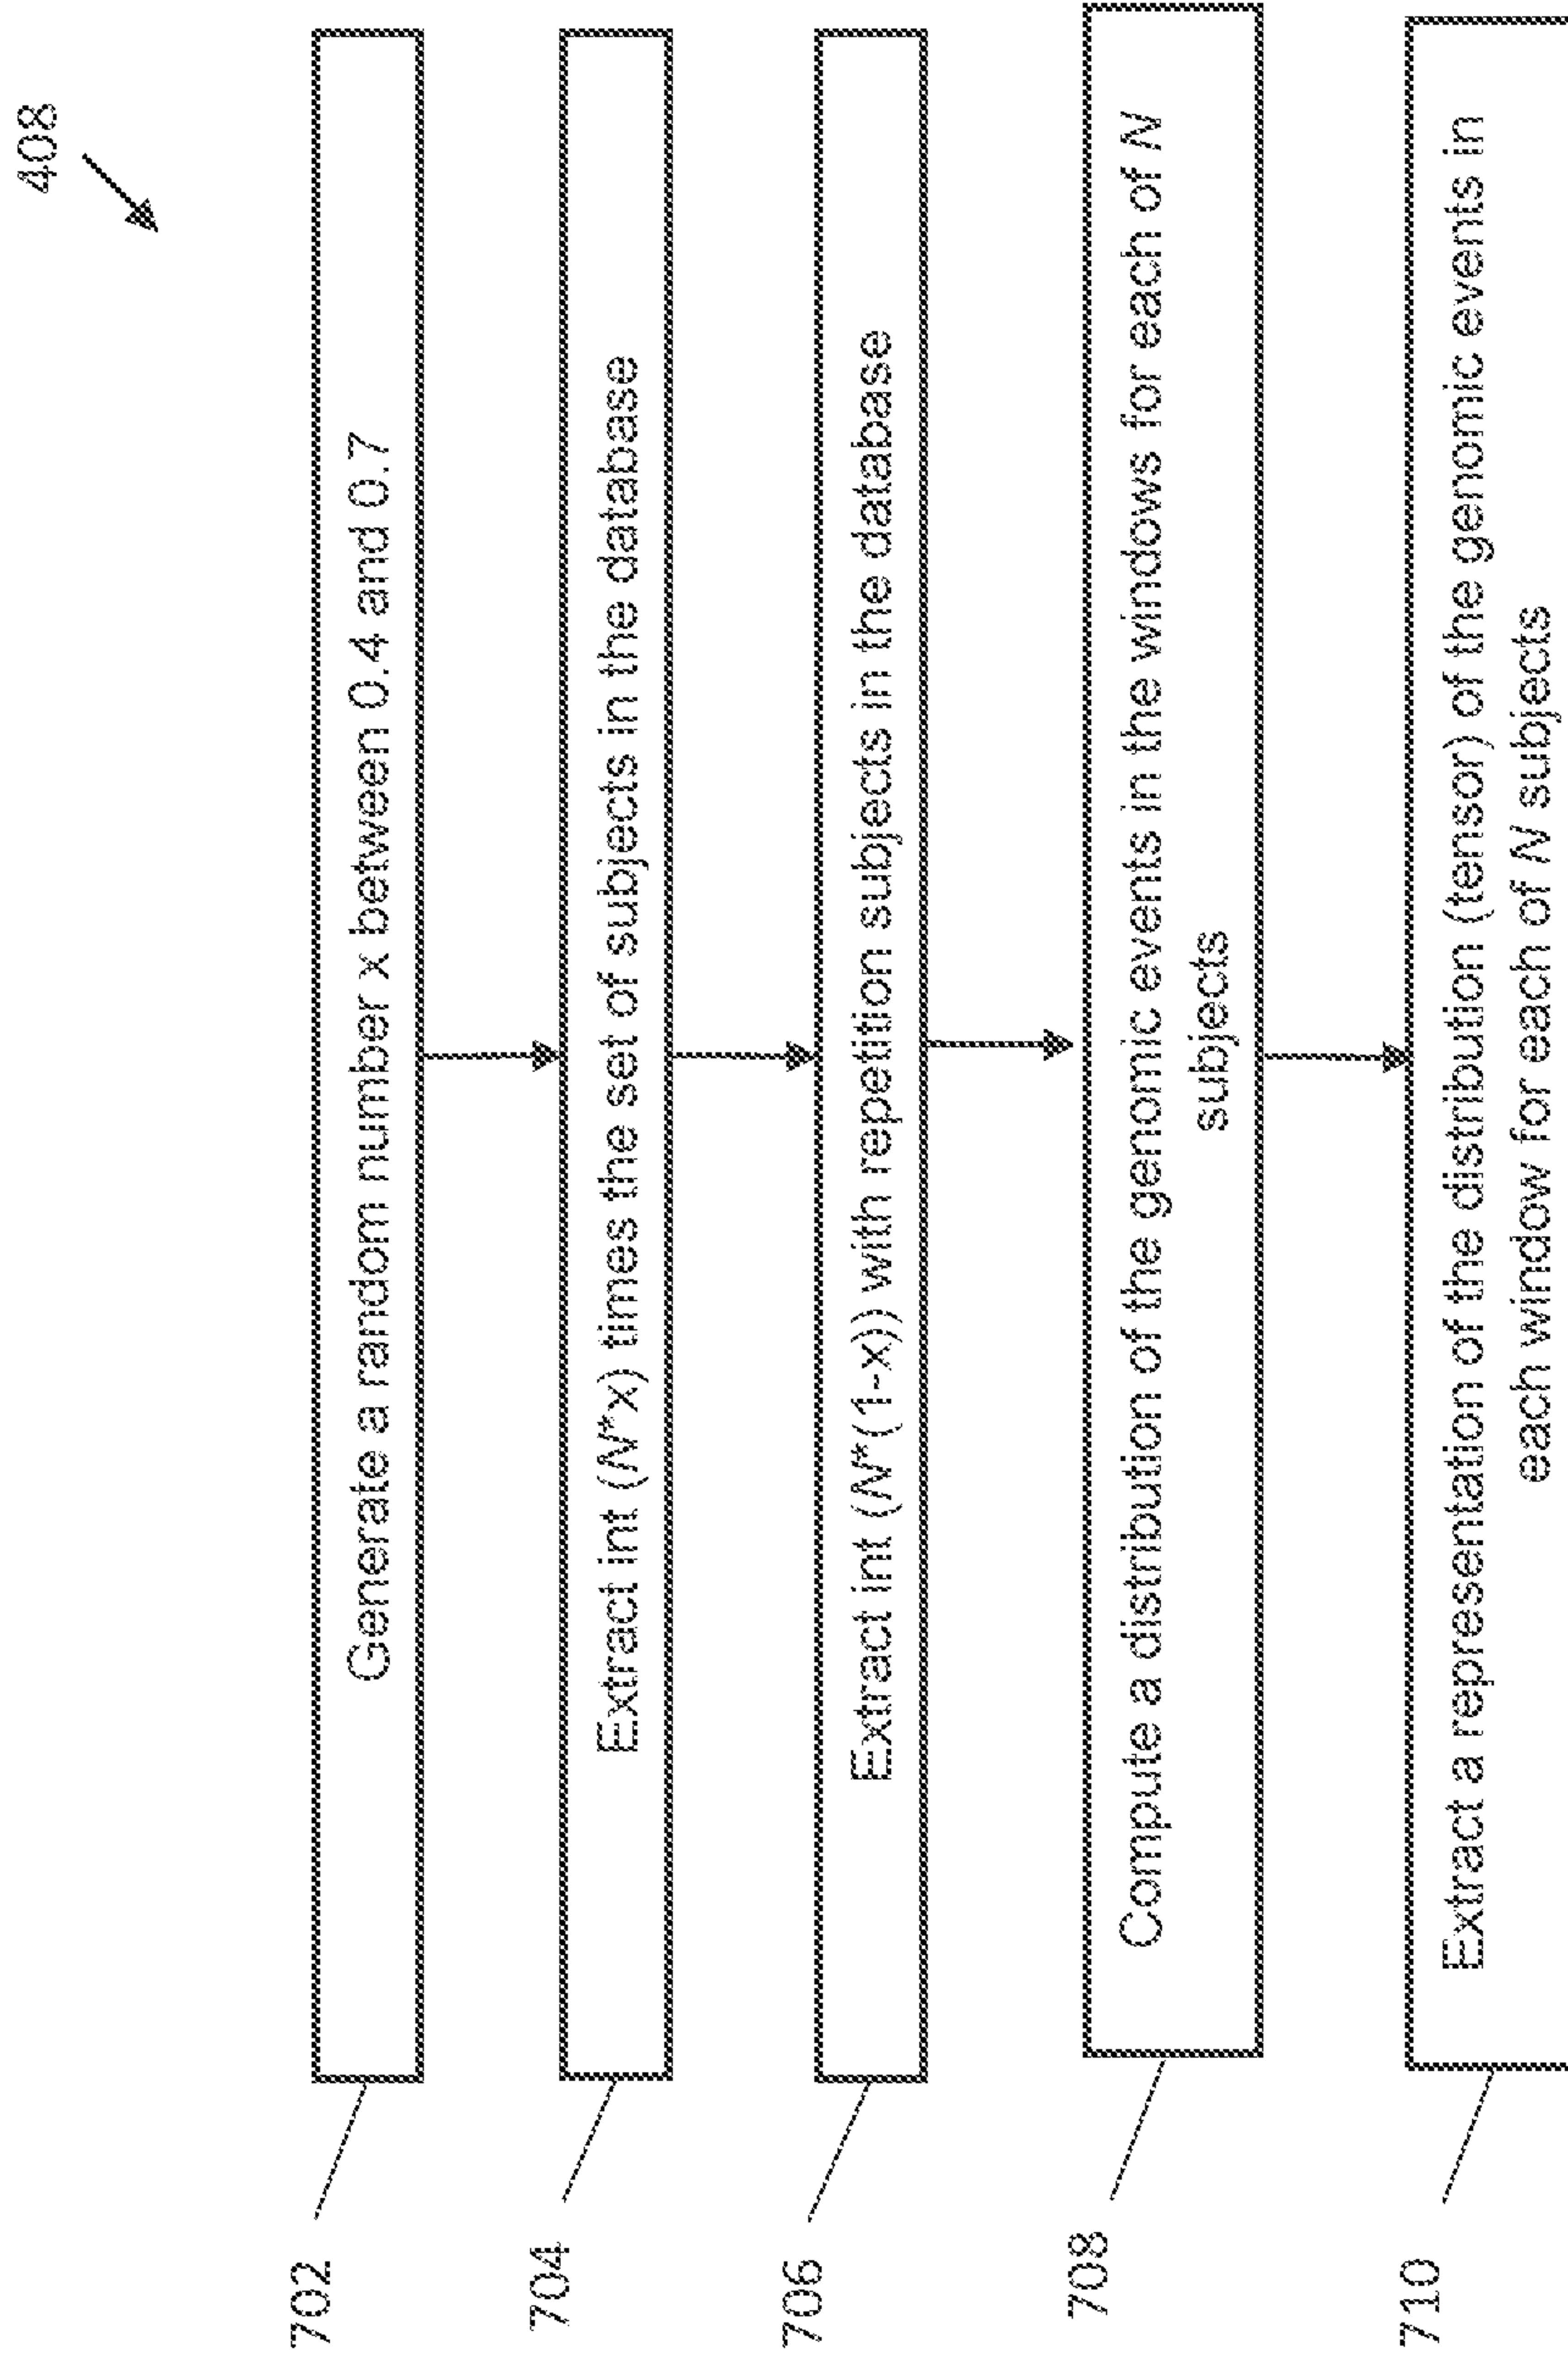 408
702
Generate a random number x between 0.4 and 0.7
704
Extract int (N*x) times the set of subjects in the database
706
Extract int (N*(1-x)) with repetition subjects in the database
708
Compute a distribution of the genomic events in the windows for each of N
subjects
710
Extract a representation of the distribution (tensor) of the genomic events in
each window for each of N subjects